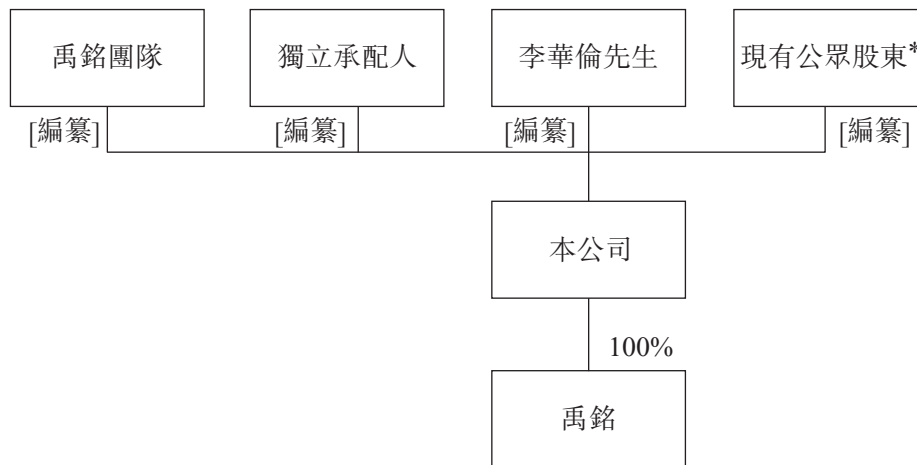 禹銘團隊
獨立承配人
李華倫先生
現有公眾股東*
[編纂]
[編纂]
[編纂]
[編纂]
本公司
100%
禹銘